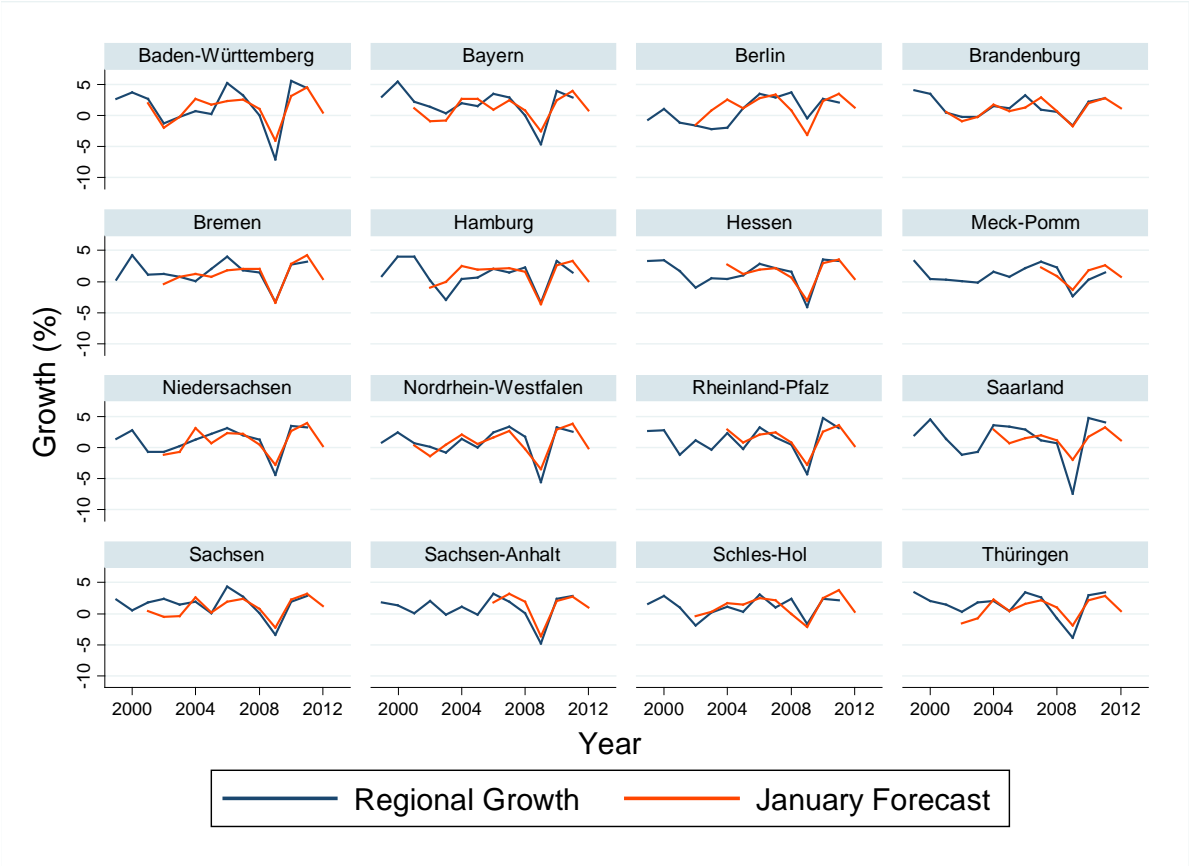 Baden-Württemberg Bayern Berlin Brandenburg
5
0
-5
-10
Bremen Hamburg Hessen Meck-Pomm
5
0
-5
-10
Niedersachsen Nordrhein-Westfalen Rheinland-Pfalz Saarland
5
0
-5
-10
Sachsen Sachsen-Anhalt Schles-Hol Thüringen
5
0
-5
-10
Growth (%)
2000 2004 2008 2012 2000 2004 2008 2012 2000 2004 2008 2012 2000 2004 2008 2012
Year
Regional Growth January Forecast